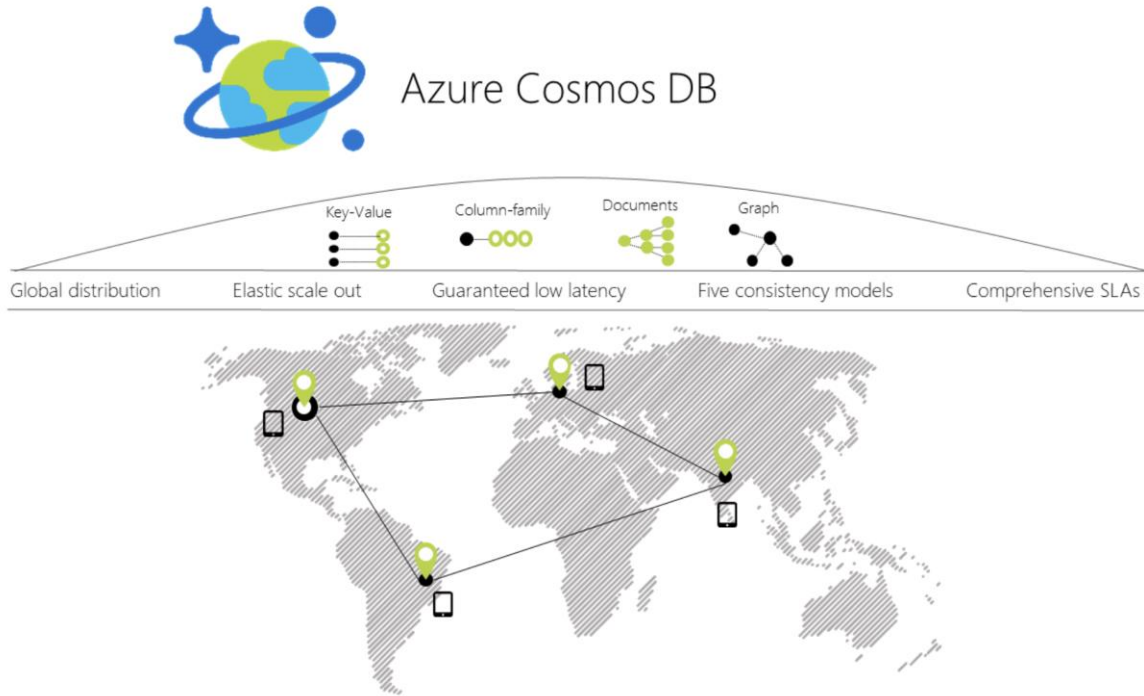 Azure Cosmos DB
Key-Value
Column-family
Documents
Graph
Global distribution
Elastic scale out
Guaranteed low latency
Five consistency models
Comprehensive SLAs